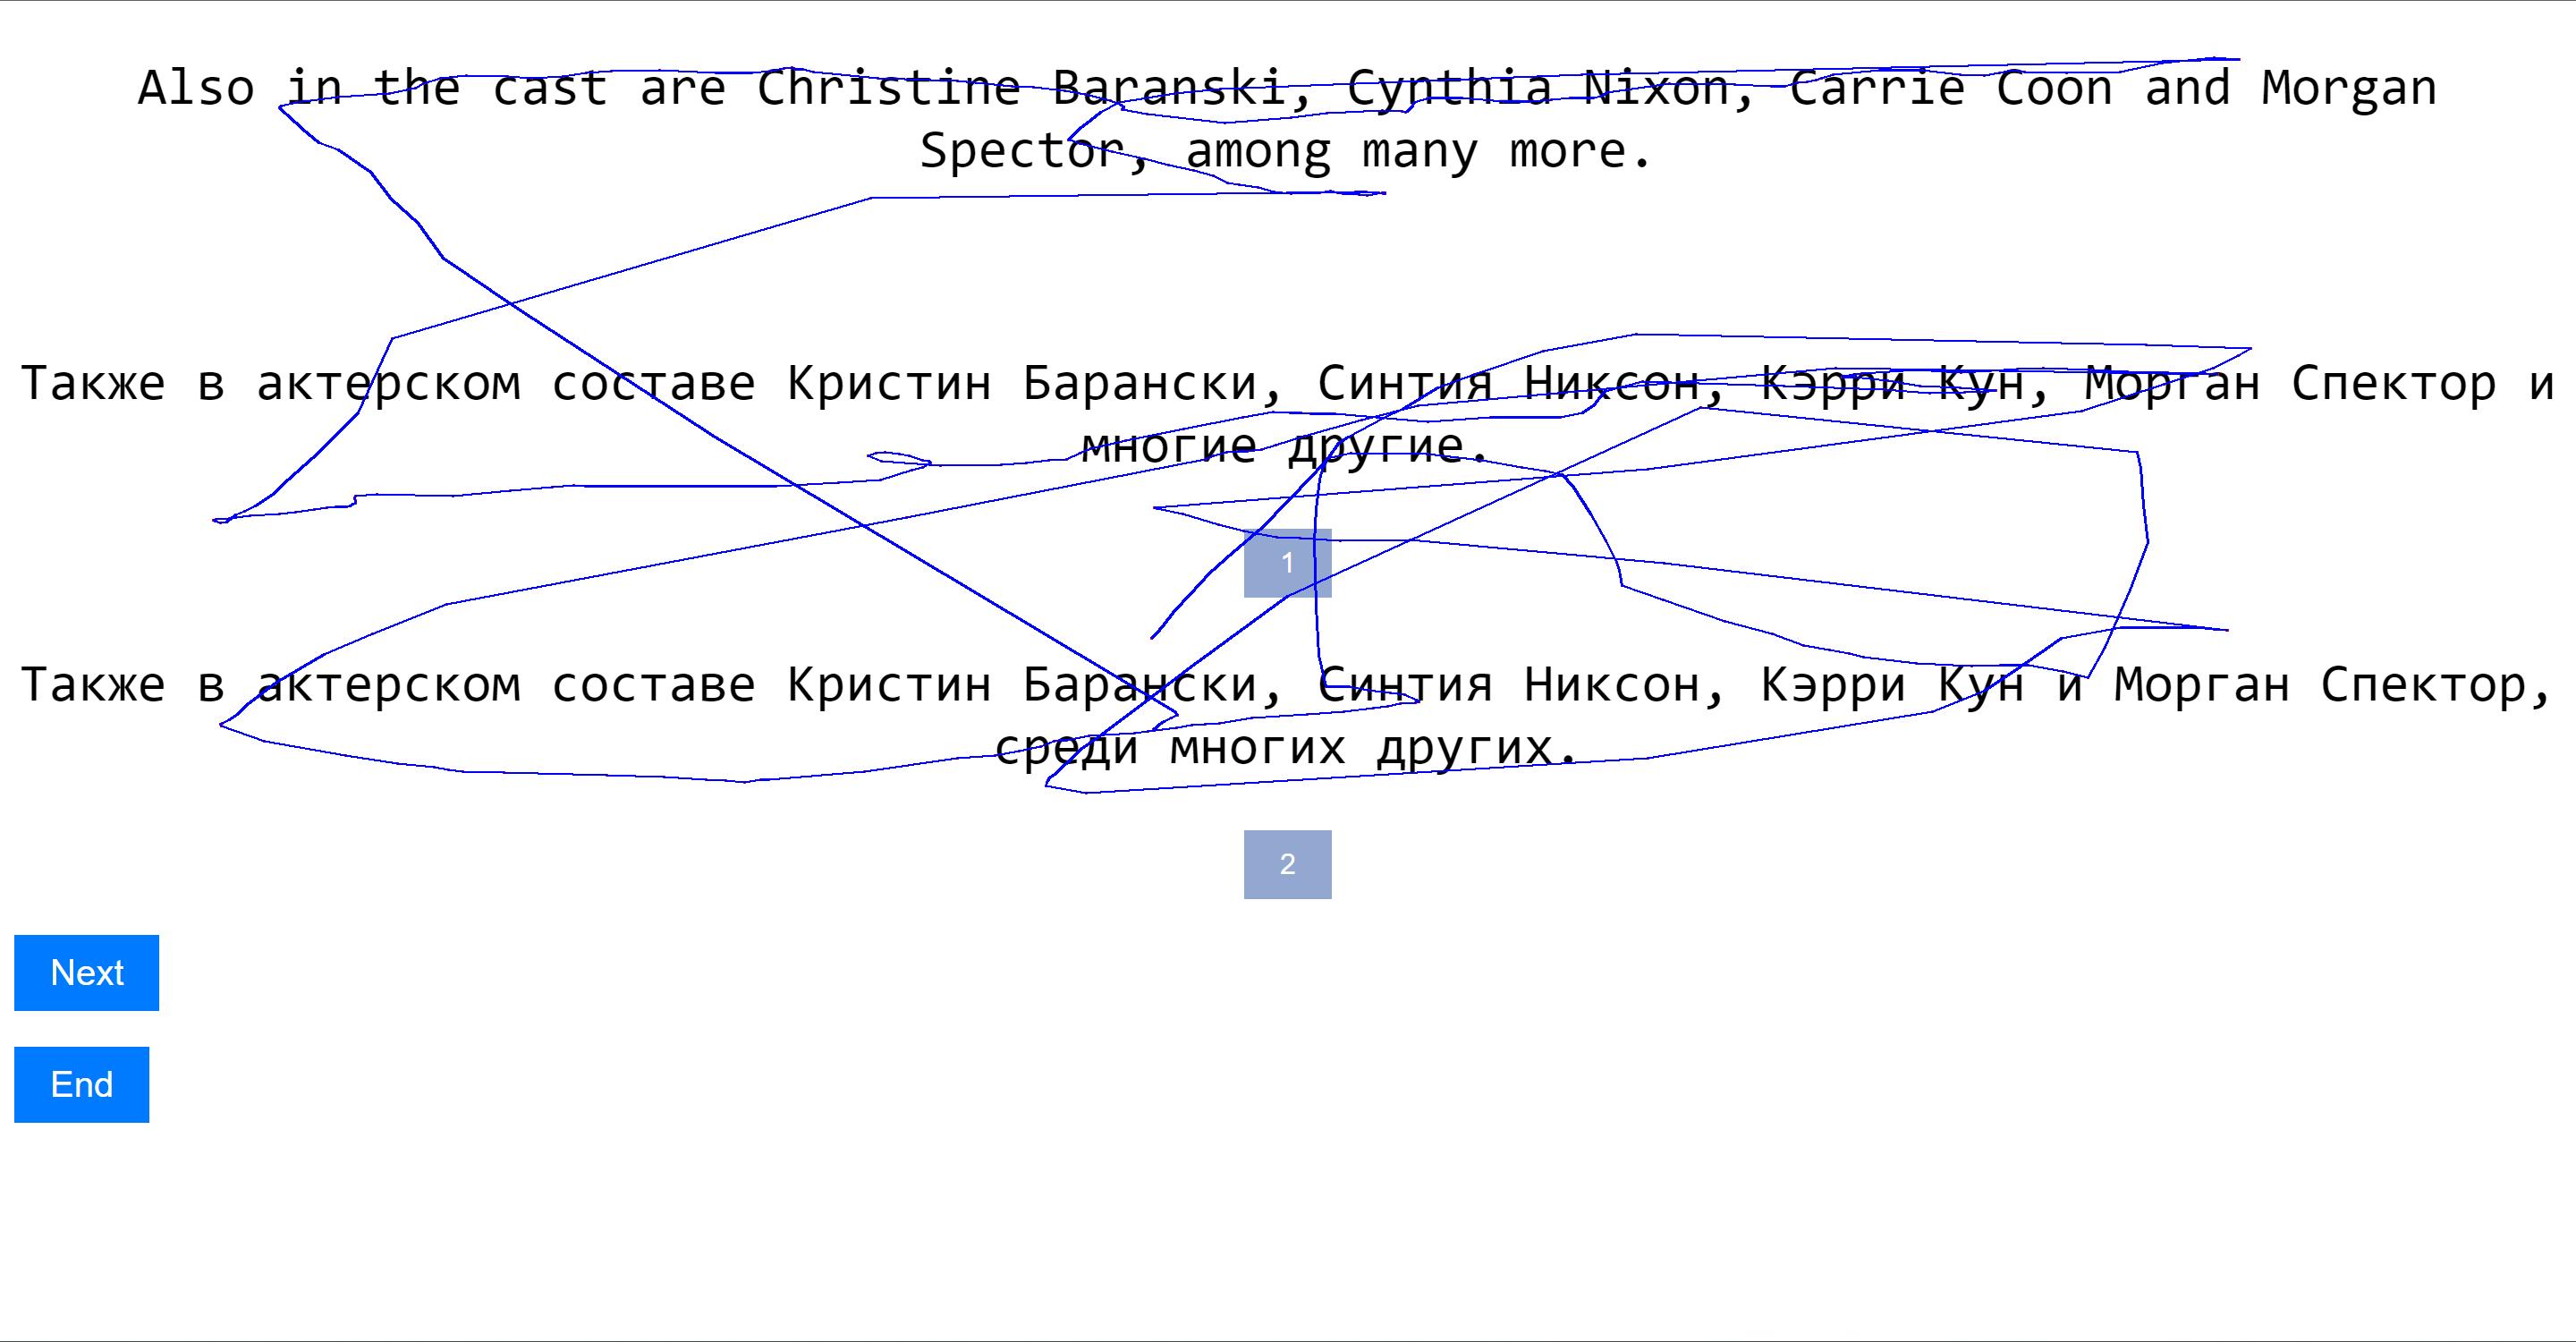 Also in the cast are Christine Baranski, Cynthia Nixon, Carrie Coon and Morgan
Spector, among many more.
Также в актерском составе Кристин Барански, Синтия Никсон, Кэрри Кун, Морган Спектор и
многие другие.
1
Также в актерском составе Кристин Барански, Синтия Никсон, Кэрри Кун и Морган Спектор,
среди многих других.
2
Next
End